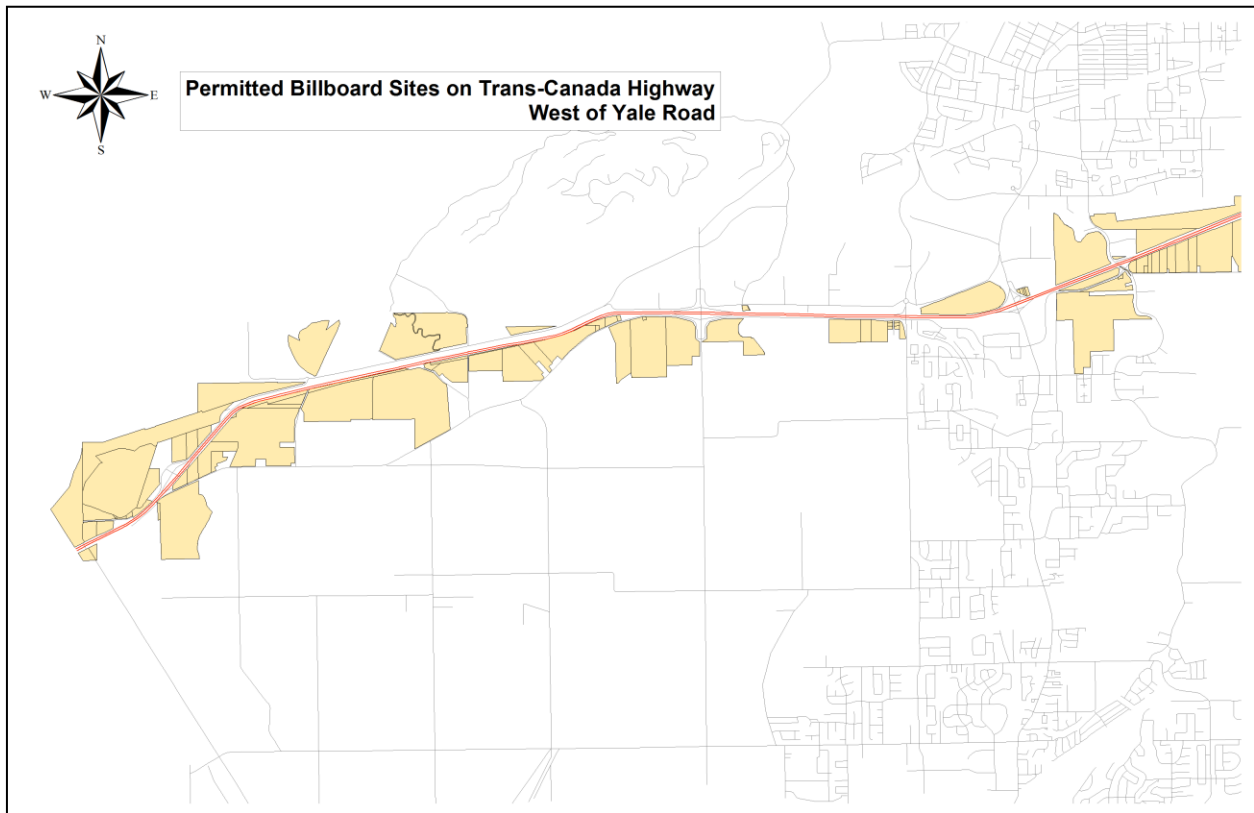 N
W E
S
Permitted Billboard Sites on Trans-Canada Highway
West of Yale Road